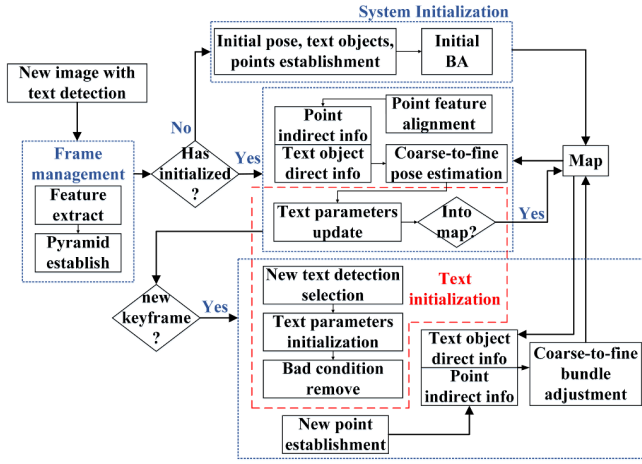 System Initialization
Initial pose, text objects,
points establishment
Initial
BA
New image with
text detection
No
Point feature
alignment
Point
indirect info
Text object
direct info
Coarse-to-fine
pose estimation
Frame
management
Has
initialized
?
Yes
Map
Feature
extract
Pyramid
establish
Text parameters
update
Into
map?
Yes
new
keyframe
?
Yes
New text detection
selection
Text
initialization
Text parameters
initialization
Bad condition
remove
Text object
direct info
Point
indirect info
Coarse-to-fine
bundle
adjustment
New point
establishment